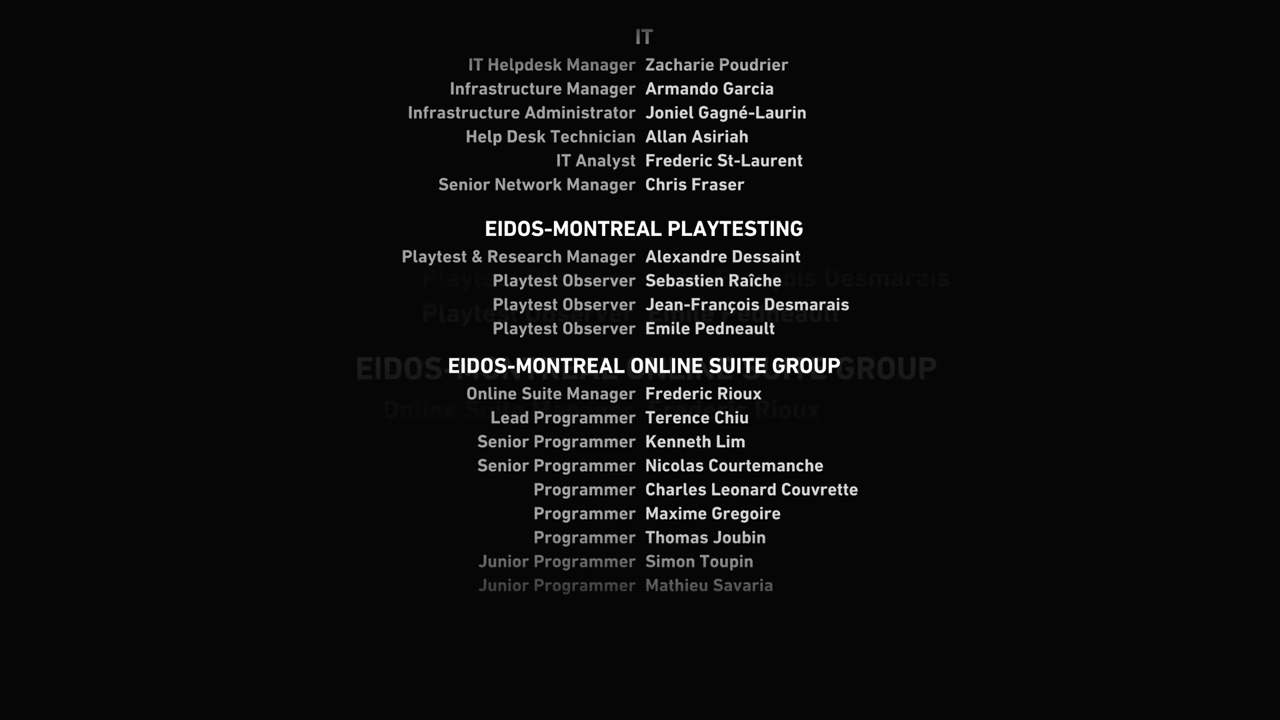 IT
IT Helpdesk Manager Zacharie Poudrier
Infrastructure Manager Armando Garcia
Infrastructure Administrator Joniel Gagné-Laurin
Help Desk Technician Allan Asiriah
IT Analyst Frederic St-Laurent
Senior Network Manager Chris Fraser
EIDOS-MONTREAL PLAYTESTING
Playtest & Research Manager Alexandre Dessaint
Playtest Observer Sebastien Raîche
Playtest Observer Jean-François Desmarais
Playtest Observer Emile Pedneault
EIDOS-MONTREAL ONLINE SUITE GROUP
Online Suite Manager Frederic Rioux
Lead Programmer Terence Chiu
Senior Programmer Kenneth Lim
Senior Programmer Nicolas Courtemanche
Programmer Charles Leonard Couvrette
Programmer Maxime Gregoire
Programmer Thomas Joubin
Junior Programmer Simon Toupin
Junior Programmer Mathieu Savaria